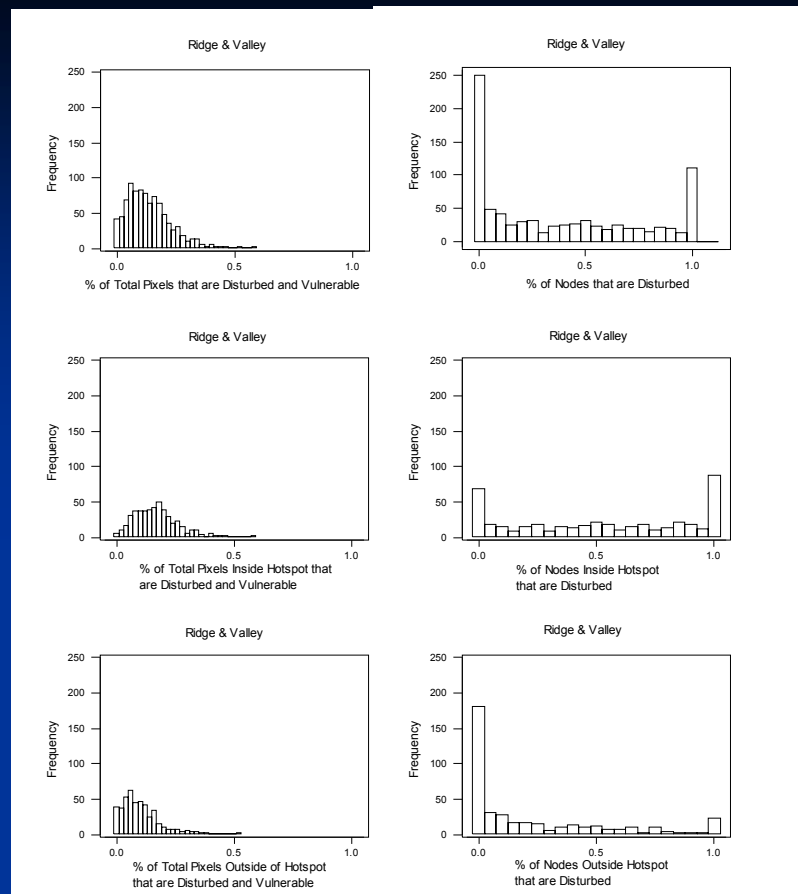 Ridge & Valley
250
200
150
100
50
0
Frequency
0.0 0.5 1.0
% of Total Pixels that are Disturbed and Vulnerable
Ridge & Valley
250
200
150
100
50
0
Frequency
0.0 0.5 1.0
% of Nodes that are Disturbed
Ridge & Valley
250
200
150
100
50
0
Frequency
0.0 0.5 1.0
% of Total Pixels Inside Hotspot that
are Disturbed and Vulnerable
Ridge & Valley
250
200
150
100
50
0
Frequency
0.0 0.5 1.0
% of Nodes Inside Hotspot
that are Disturbed
Ridge & Valley
250
200
150
100
50
0
Frequency
0.0 0.5 1.0
% of Total Pixels Outside of Hotspot
that are Disturbed and Vulnerable
Ridge & Valley
250
200
150
100
50
0
Frequency
0.0 0.5 1.0
% of Nodes Outside Hotspot
that are Disturbed